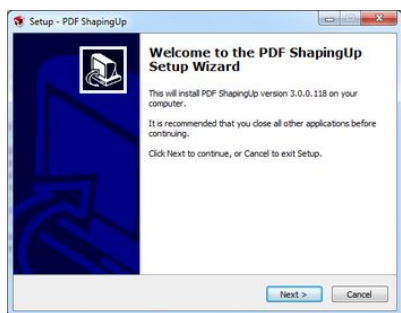 Setup - PDF ShapingUp
Welcome to the PDF ShapingUp
Setup Wizard
This will install PDF ShapingUp version 3.0.0.118 on your
computer.
It is recommended that you close all other applications before
continuing.
Click Next to continue, or Cancel to exit Setup.
Next >
Cancel